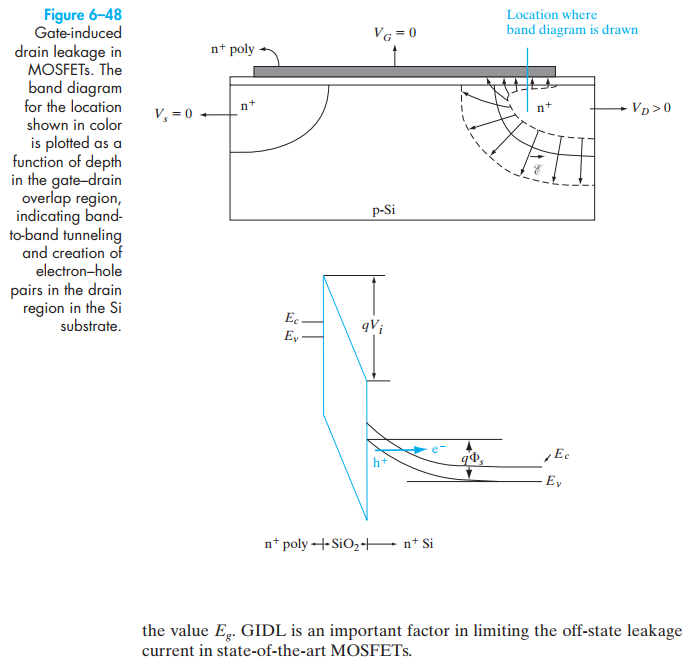 Figure 6–48
Gate-induced
drain leakage in
MOSFETs. The
band diagram
for the location
shown in color
is plotted as a
function of depth
in the gate–drain
overlap region,
indicating band-
to-band tunneling
and creation of
electron–hole
pairs in the drain
region in the Si
substrate.
Location where
band diagram is drawn
V_G = 0
n+ poly
V_s = 0
n+
n+
V_D > 0
ℰ
p-Si
E_c
E_v
qV_i
e−
h+
qΦ_s
E_c
E_v
n+ poly
SiO₂
n+ Si
the value E_g. GIDL is an important factor in limiting the off-state leakage
current in state-of-the-art MOSFETs.